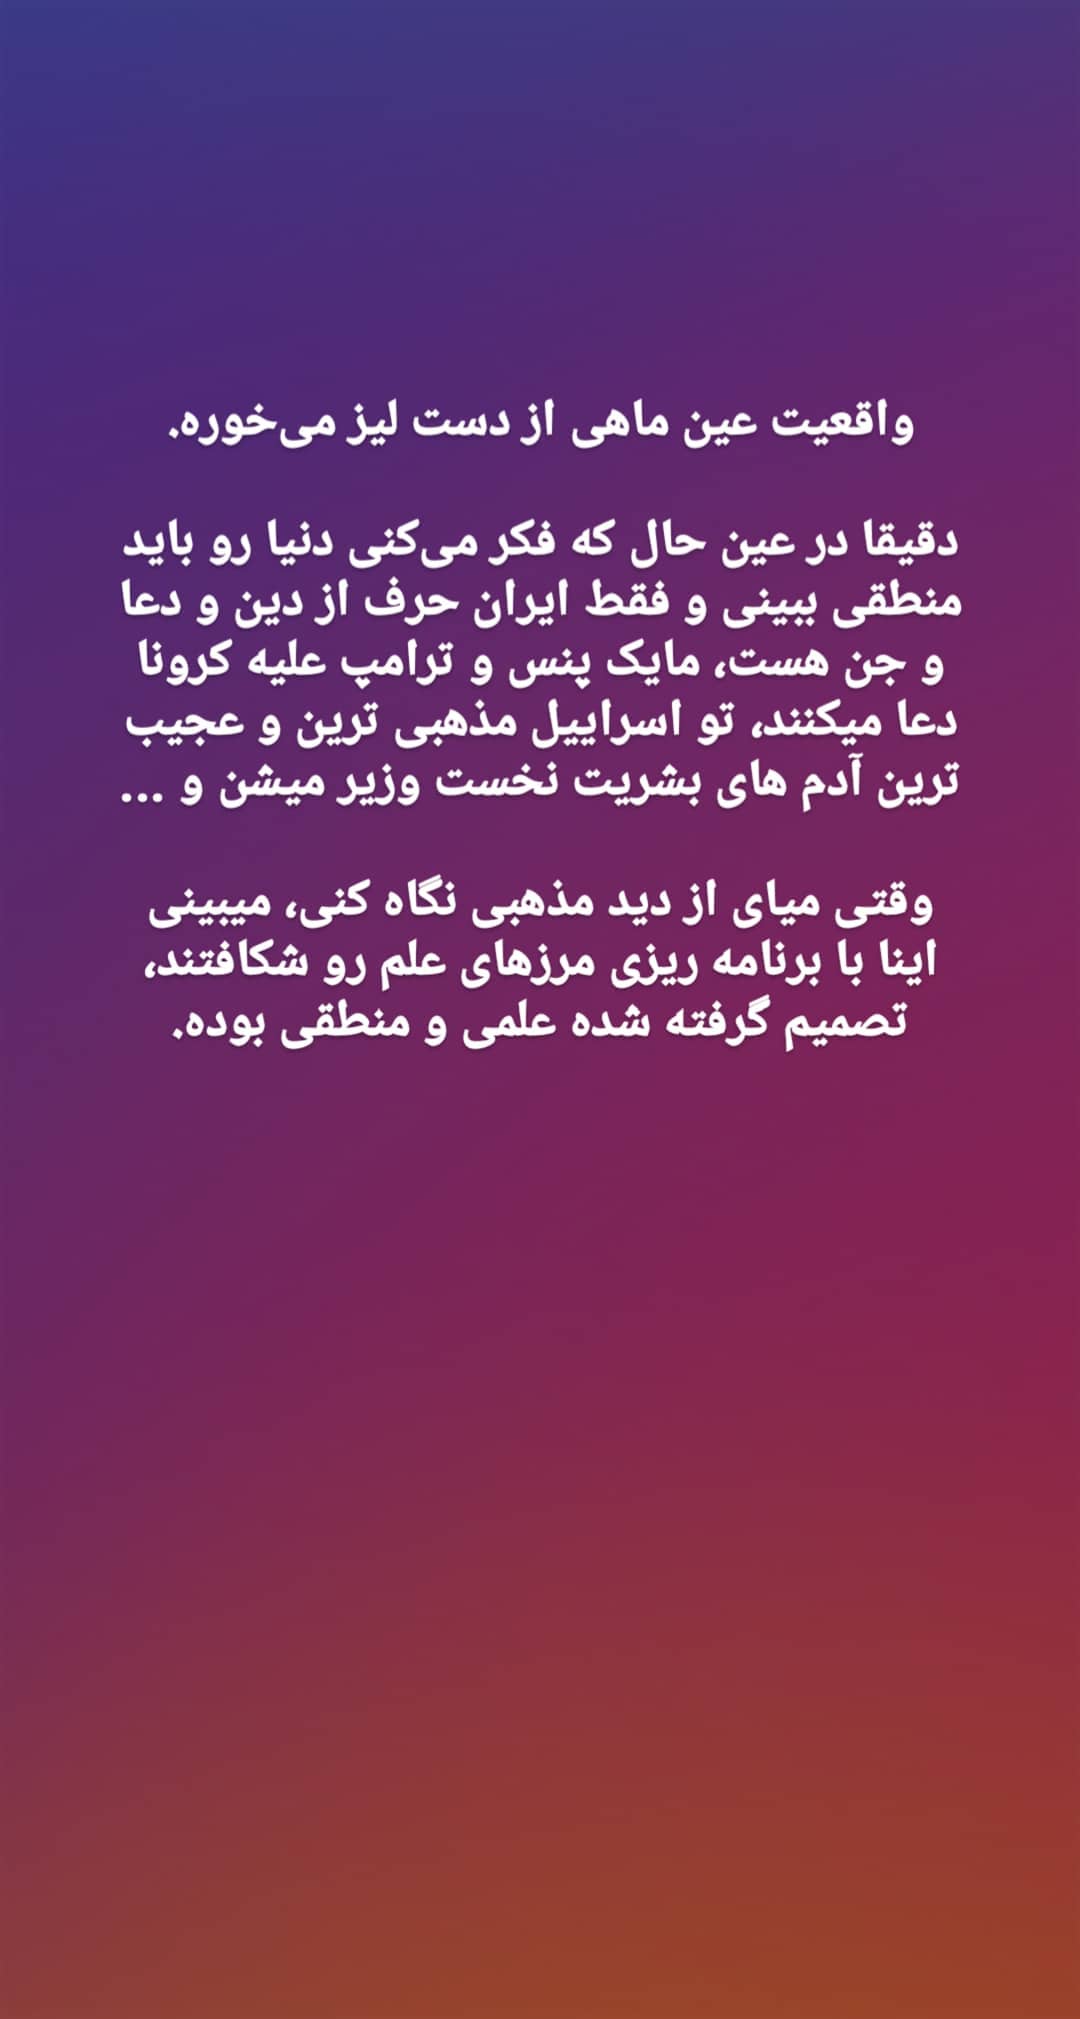 واقعیت عین ماهی از دست لیز می‌خوره.
دقیقا در عین حال که فکر می‌کنی دنیا رو باید
منطقی ببینی و فقط ایران حرف از دین و دعا
و جن هست، مایک پنس و ترامپ علیه کرونا
دعا میکنند، تو اسراییل مذهبی ترین و عجیب
ترین آدم های بشریت نخست وزیر میشن و ...
وقتی میای از دید مذهبی نگاه کنی، میبینی
اینا با برنامه ریزی مرزهای علم رو شکافتند،
تصمیم گرفته شده علمی و منطقی بوده.